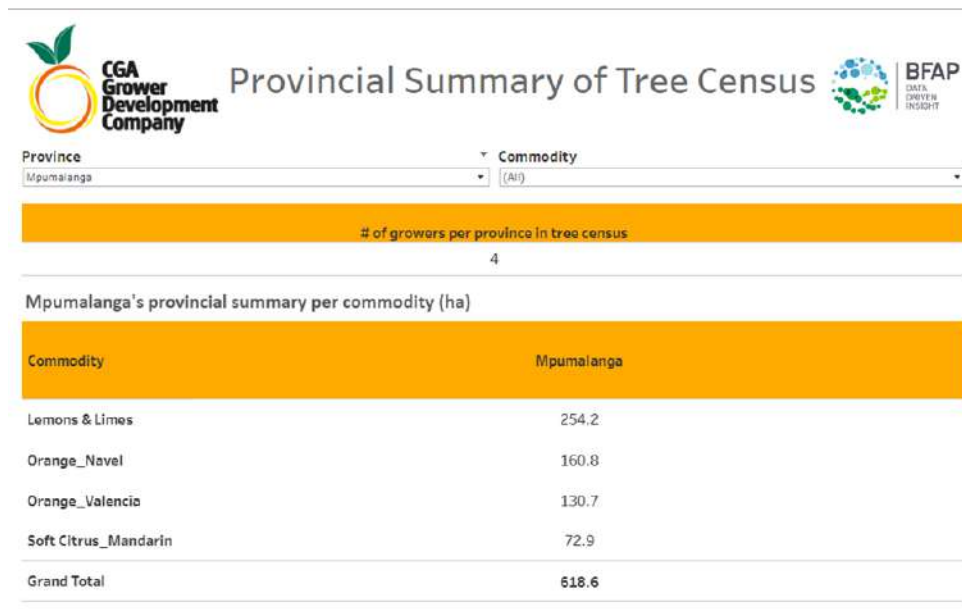 CGA
Grower
Development
Company
Provincial Summary of Tree Census
BFAP
DATA
DRIVEN
INSIGHT
Province
Commodity
Mpumalanga
(All)
# of growers per province in tree census
4
Mpumalanga's provincial summary per commodity (ha)
Commodity Mpumalanga
Lemons & Limes 254.2
Orange_Navel 160.8
Orange_Valencia 130.7
Soft Citrus_Mandarin 72.9
Grand Total 618.6